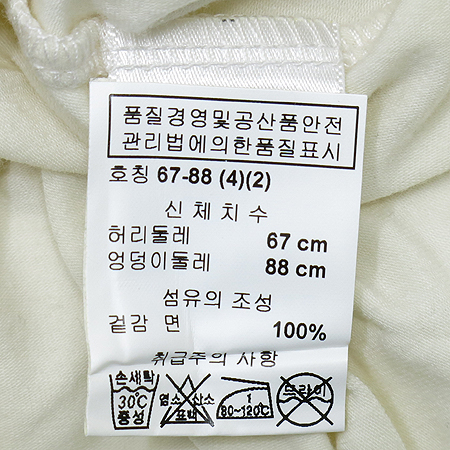 품질경영및공산품안전
관리법에의한품질표시
호칭 67-88 (4)(2)
신 체 치 수
허리둘레 67 cm
엉덩이둘레 88 cm
섬유의 조성
겉감 면 100%
취급주의 사항
손세탁 30℃ 중성
염소 산소 표백
1 80~120℃
드라이